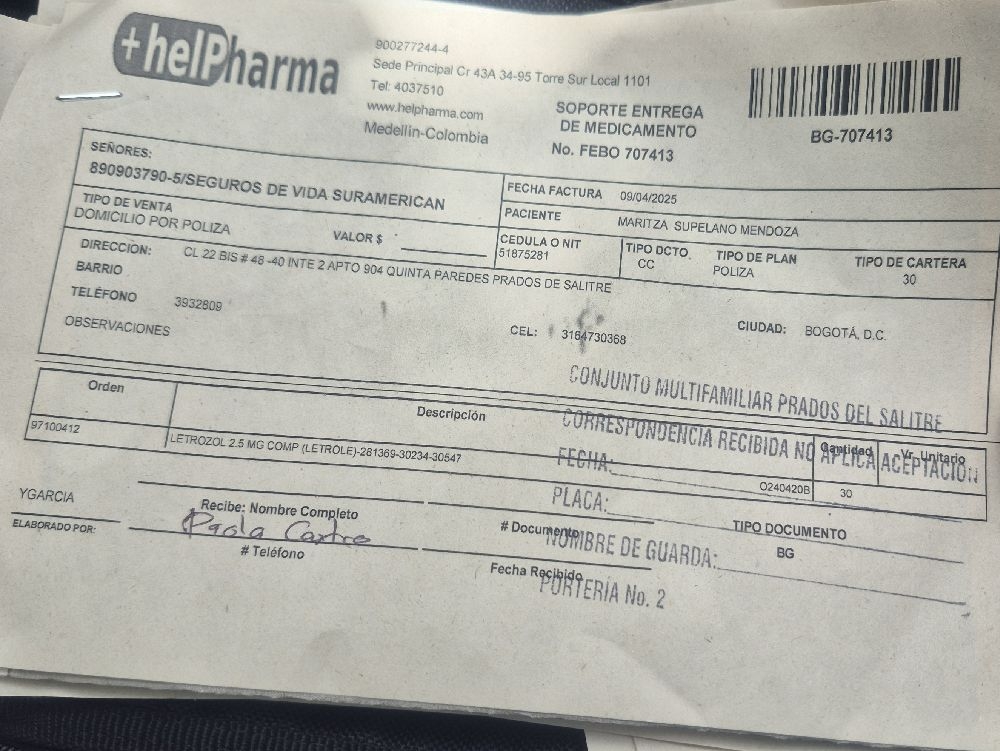 +helPharma
900277244-4
Sede Principal Cr 43A 34-95 Torre Sur Local 1101
Tel: 4037510
www.helpharma.com
Medellin-Colombia
SOPORTE ENTREGA
DE MEDICAMENTO
No. FEBO 707413
BG-707413
SEÑORES:
890903790-5/SEGUROS DE VIDA SURAMERICAN
FECHA FACTURA 09/04/2025
TIPO DE VENTA
DOMICILIO POR POLIZA
VALOR $
PACIENTE MARITZA SUPELANO MENDOZA
CEDULA O NIT
51875281
TIPO DCTO.
CC
TIPO DE PLAN
POLIZA
TIPO DE CARTERA
30
DIRECCIÓN: CL 22 BIS # 48 -40 INTE 2 APTO 904 QUINTA PAREDES PRADOS DE SALITRE
BARRIO
TELÉFONO 3932809
CEL: 3164730368
CIUDAD: BOGOTÁ, D.C.
OBSERVACIONES
CONJUNTO MULTIFAMILIAR PRADOS DEL SALITRE
CORRESPONDENCIA RECIBIDA NO APLICA ACEPTACION
FECHA:
PLACA:
NOMBRE DE GUARDA:
PORTERÍA No. 2
Orden Descripción Cantidad Vr. Unitario
97100412 LETROZOL 2.5 MG COMP (LETROLE)-281369-30234-30547 O240420B 30
YGARCIA
ELABORADO POR:
Recibe: Nombre Completo
Paola Castro
# Teléfono
# Documento
Fecha Recibido
TIPO DOCUMENTO
BG